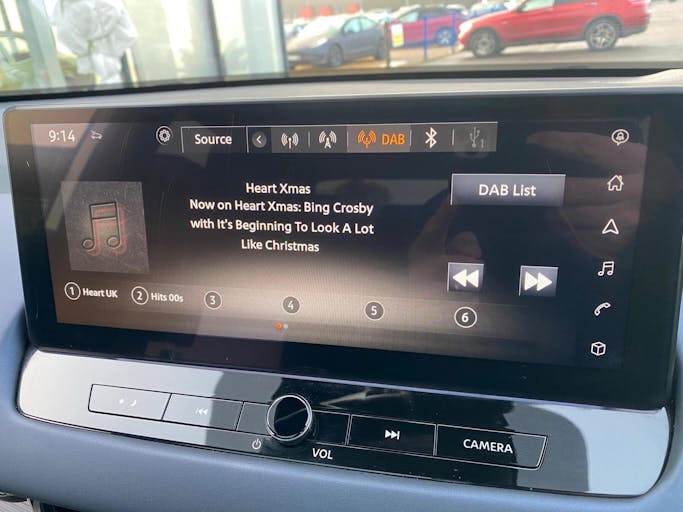 9:14
Source
DAB
1
Heart Xmas
Now on Heart Xmas: Bing Crosby
with It's Beginning To Look A Lot
Like Christmas
DAB List
1 Heart UK
2 Hits 00s
3
4
5
6
VOL
CAMERA